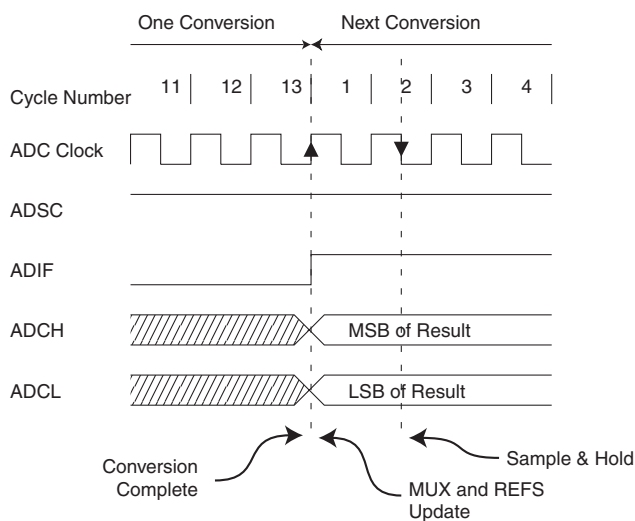 One Conversion
Next Conversion
Cycle Number
11
12
13
1
2
3
4
ADC Clock
ADSC
ADIF
ADCH
MSB of Result
ADCL
LSB of Result
Conversion
Complete
MUX and REFS
Update
Sample & Hold